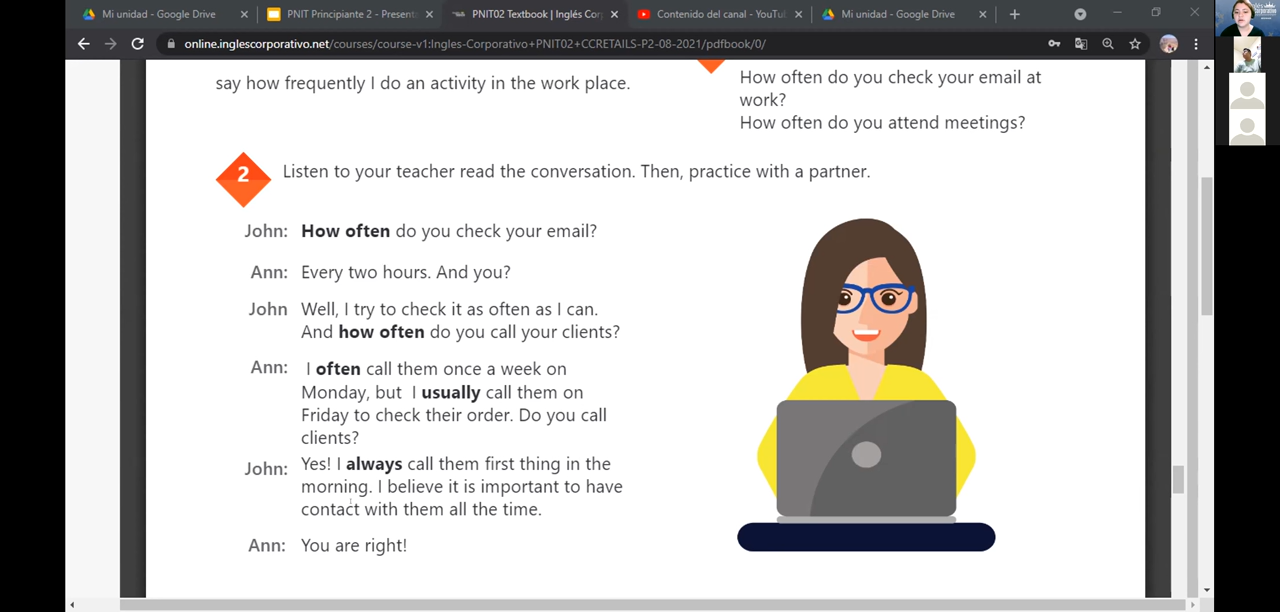 Mi unidad - Google Drive
PNIT Principiante 2 - Present
PNIT02 Textbook | Inglés Cor
Contenido del canal - YouTu
Mi unidad - Google Drive
online.inglescorporativo.net/courses/course-v1:Ingles-Corporativo+PNIT02+CCRETAILS-P2-08-2021/pdfbook/0/
say how frequently I do an activity in the work place.
How often do you check your email at
work?
How often do you attend meetings?
2
Listen to your teacher read the conversation. Then, practice with a partner.
John: How often do you check your email?
Ann: Every two hours. And you?
John Well, I try to check it as often as I can.
And how often do you call your clients?
Ann: I often call them once a week on
Monday, but I usually call them on
Friday to check their order. Do you call
clients?
John: Yes! I always call them first thing in the
morning. I believe it is important to have
contact with them all the time.
Ann: You are right!